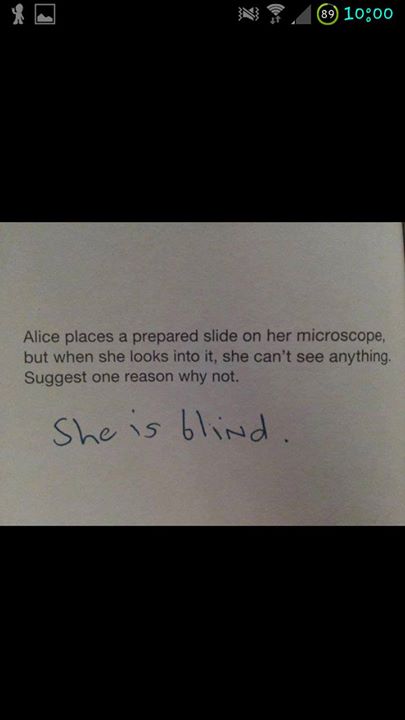 89 10:00
Alice places a prepared slide on her microscope,
but when she looks into it, she can't see anything.
Suggest one reason why not.
She is blind.